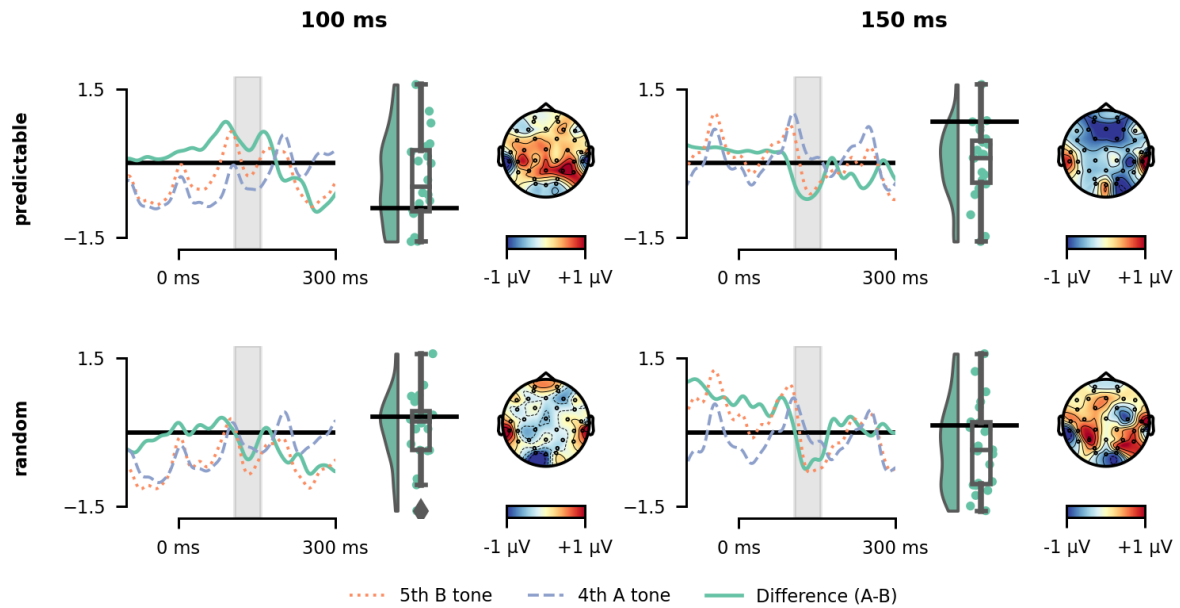 100 ms 150 ms
predictable
1.5 1.5
−1.5 −1.5
0 ms 300 ms -1 μV +1 μV 0 ms 300 ms -1 μV +1 μV
random
1.5 1.5
−1.5 −1.5
0 ms 300 ms -1 μV +1 μV 0 ms 300 ms -1 μV +1 μV
5th B tone 4th A tone Difference (A-B)